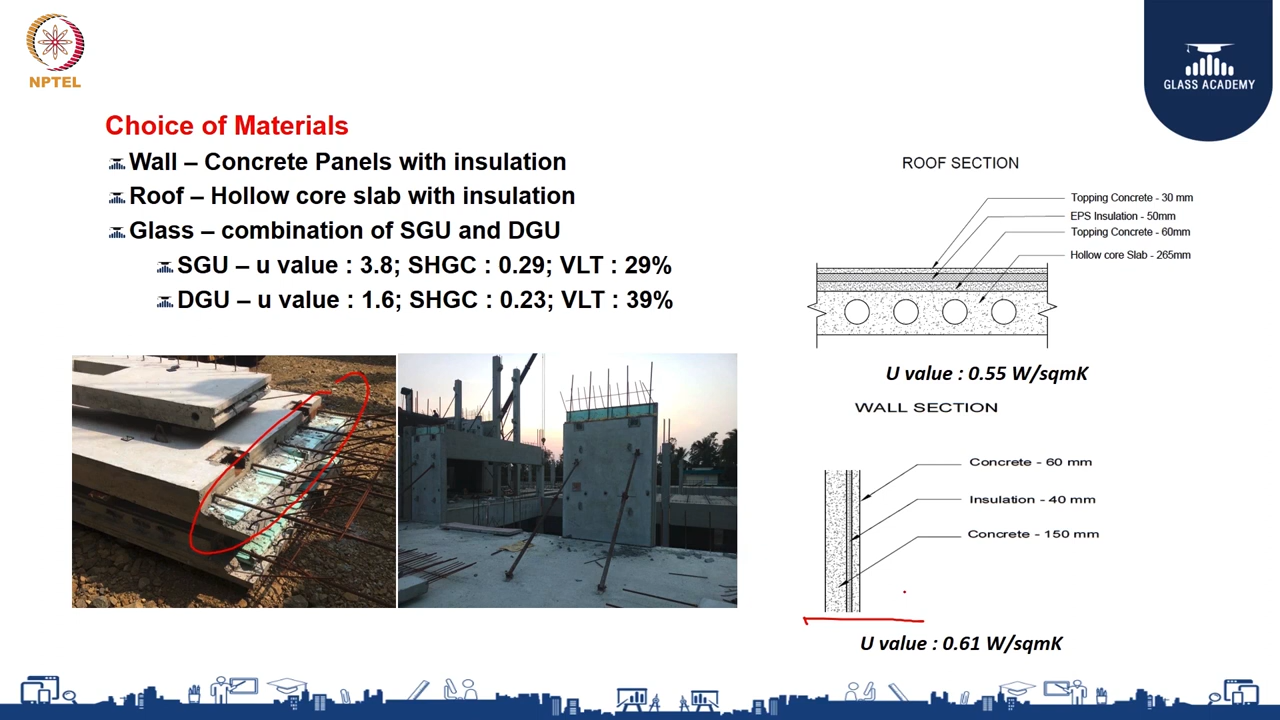 NPTEL
GLASS ACADEMY
Choice of Materials
Wall – Concrete Panels with insulation
Roof – Hollow core slab with insulation
Glass – combination of SGU and DGU
SGU – u value : 3.8; SHGC : 0.29; VLT : 29%
DGU – u value : 1.6; SHGC : 0.23; VLT : 39%
ROOF SECTION
Topping Concrete - 30 mm
EPS Insulation - 50mm
Topping Concrete - 60mm
Hollow core Slab - 265mm
U value : 0.55 W/sqmK
WALL SECTION
Concrete - 60 mm
Insulation - 40 mm
Concrete - 150 mm
U value : 0.61 W/sqmK